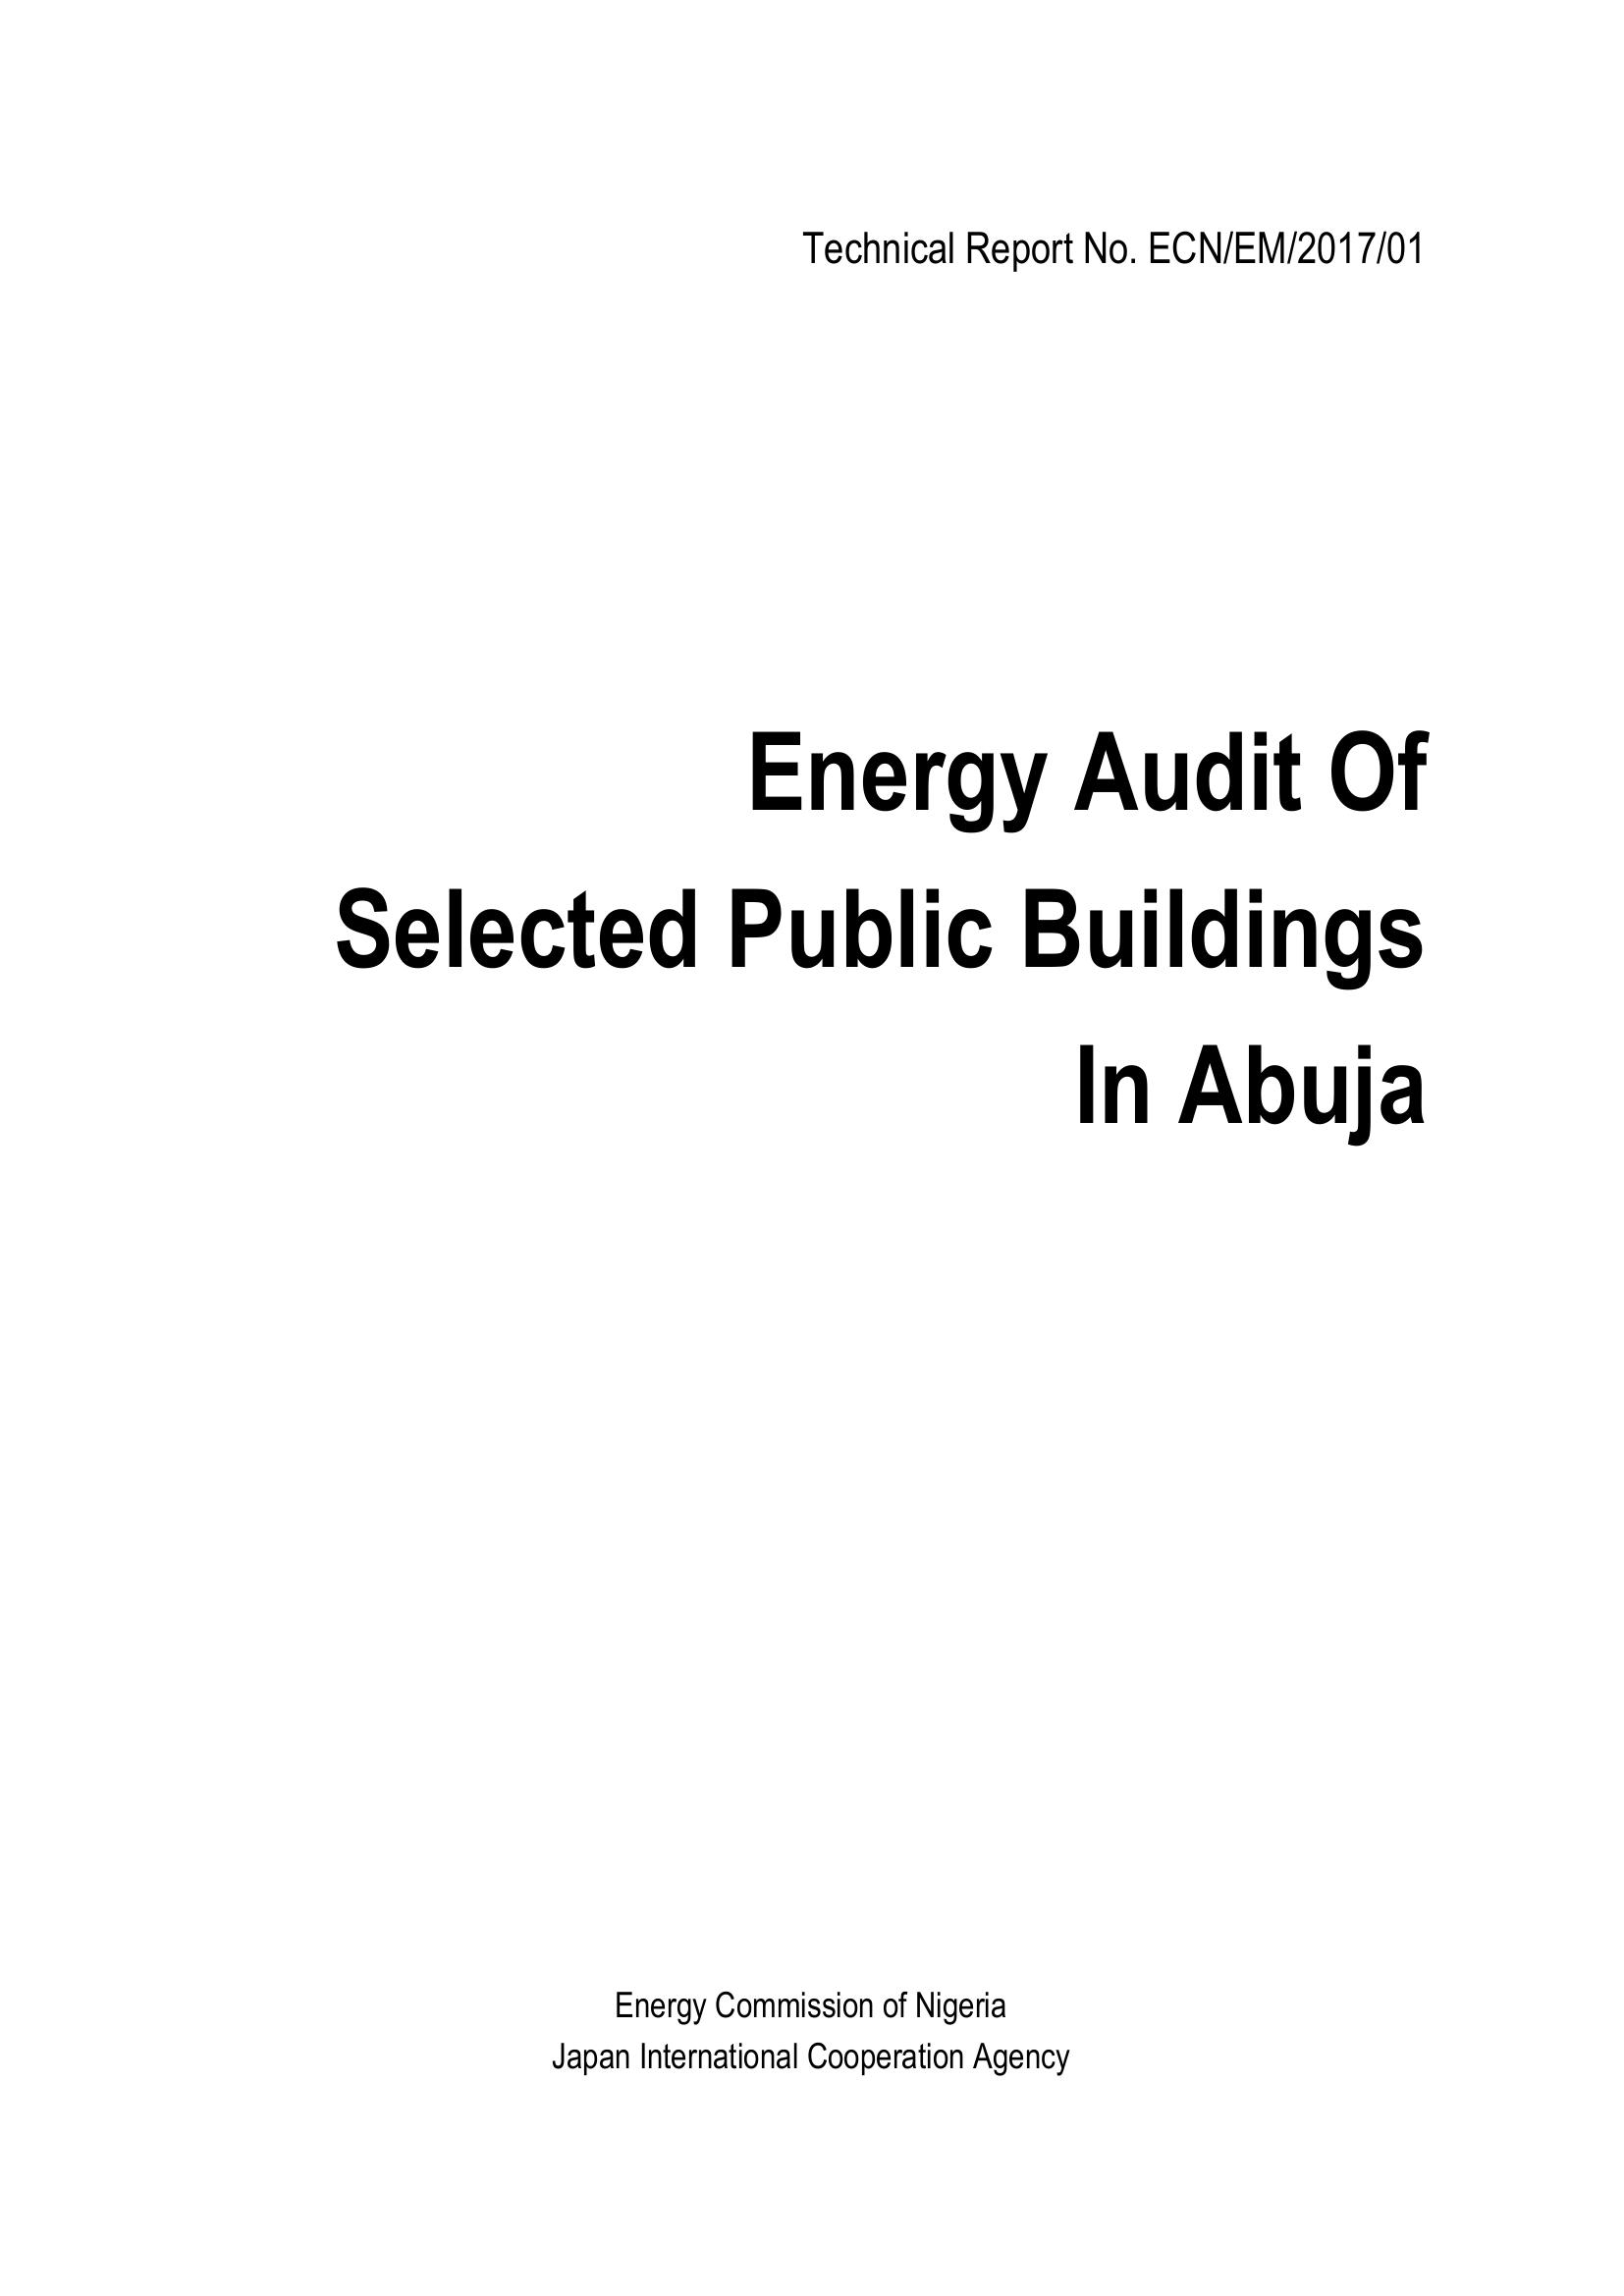 Technical Report No. ECN/EM/2017/01
Energy Audit Of
Selected Public Buildings
In Abuja
Energy Commission of Nigeria
Japan International Cooperation Agency